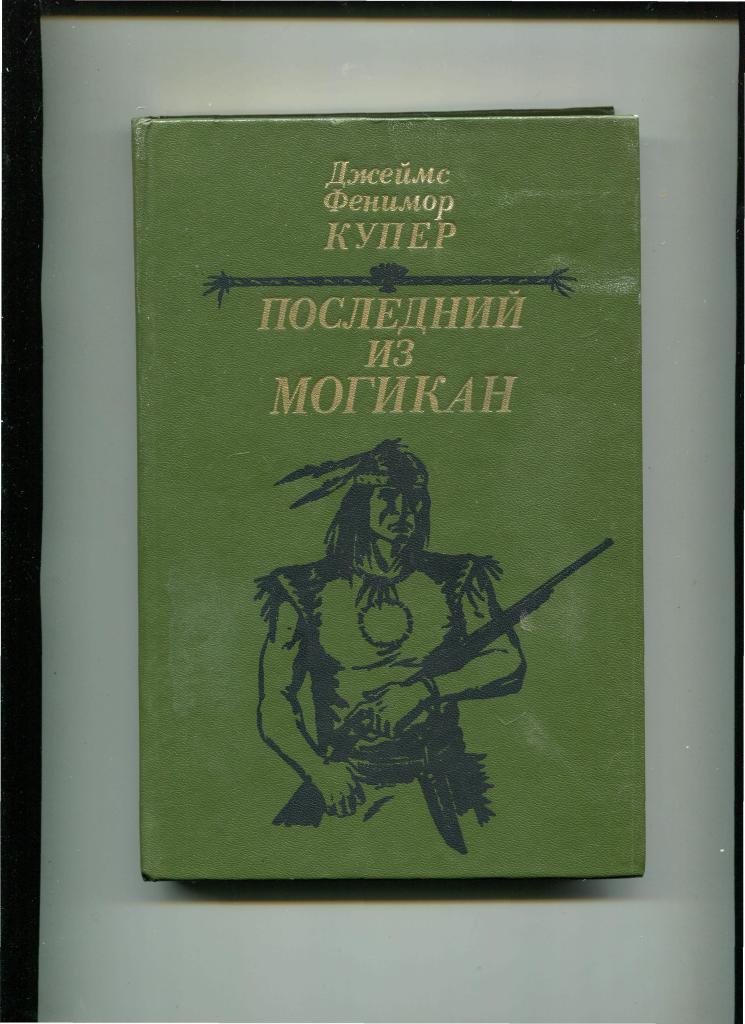 Джеймс
Фенимор
КУПЕР
ПОСЛЕДНИЙ
ИЗ
МОГИКАН